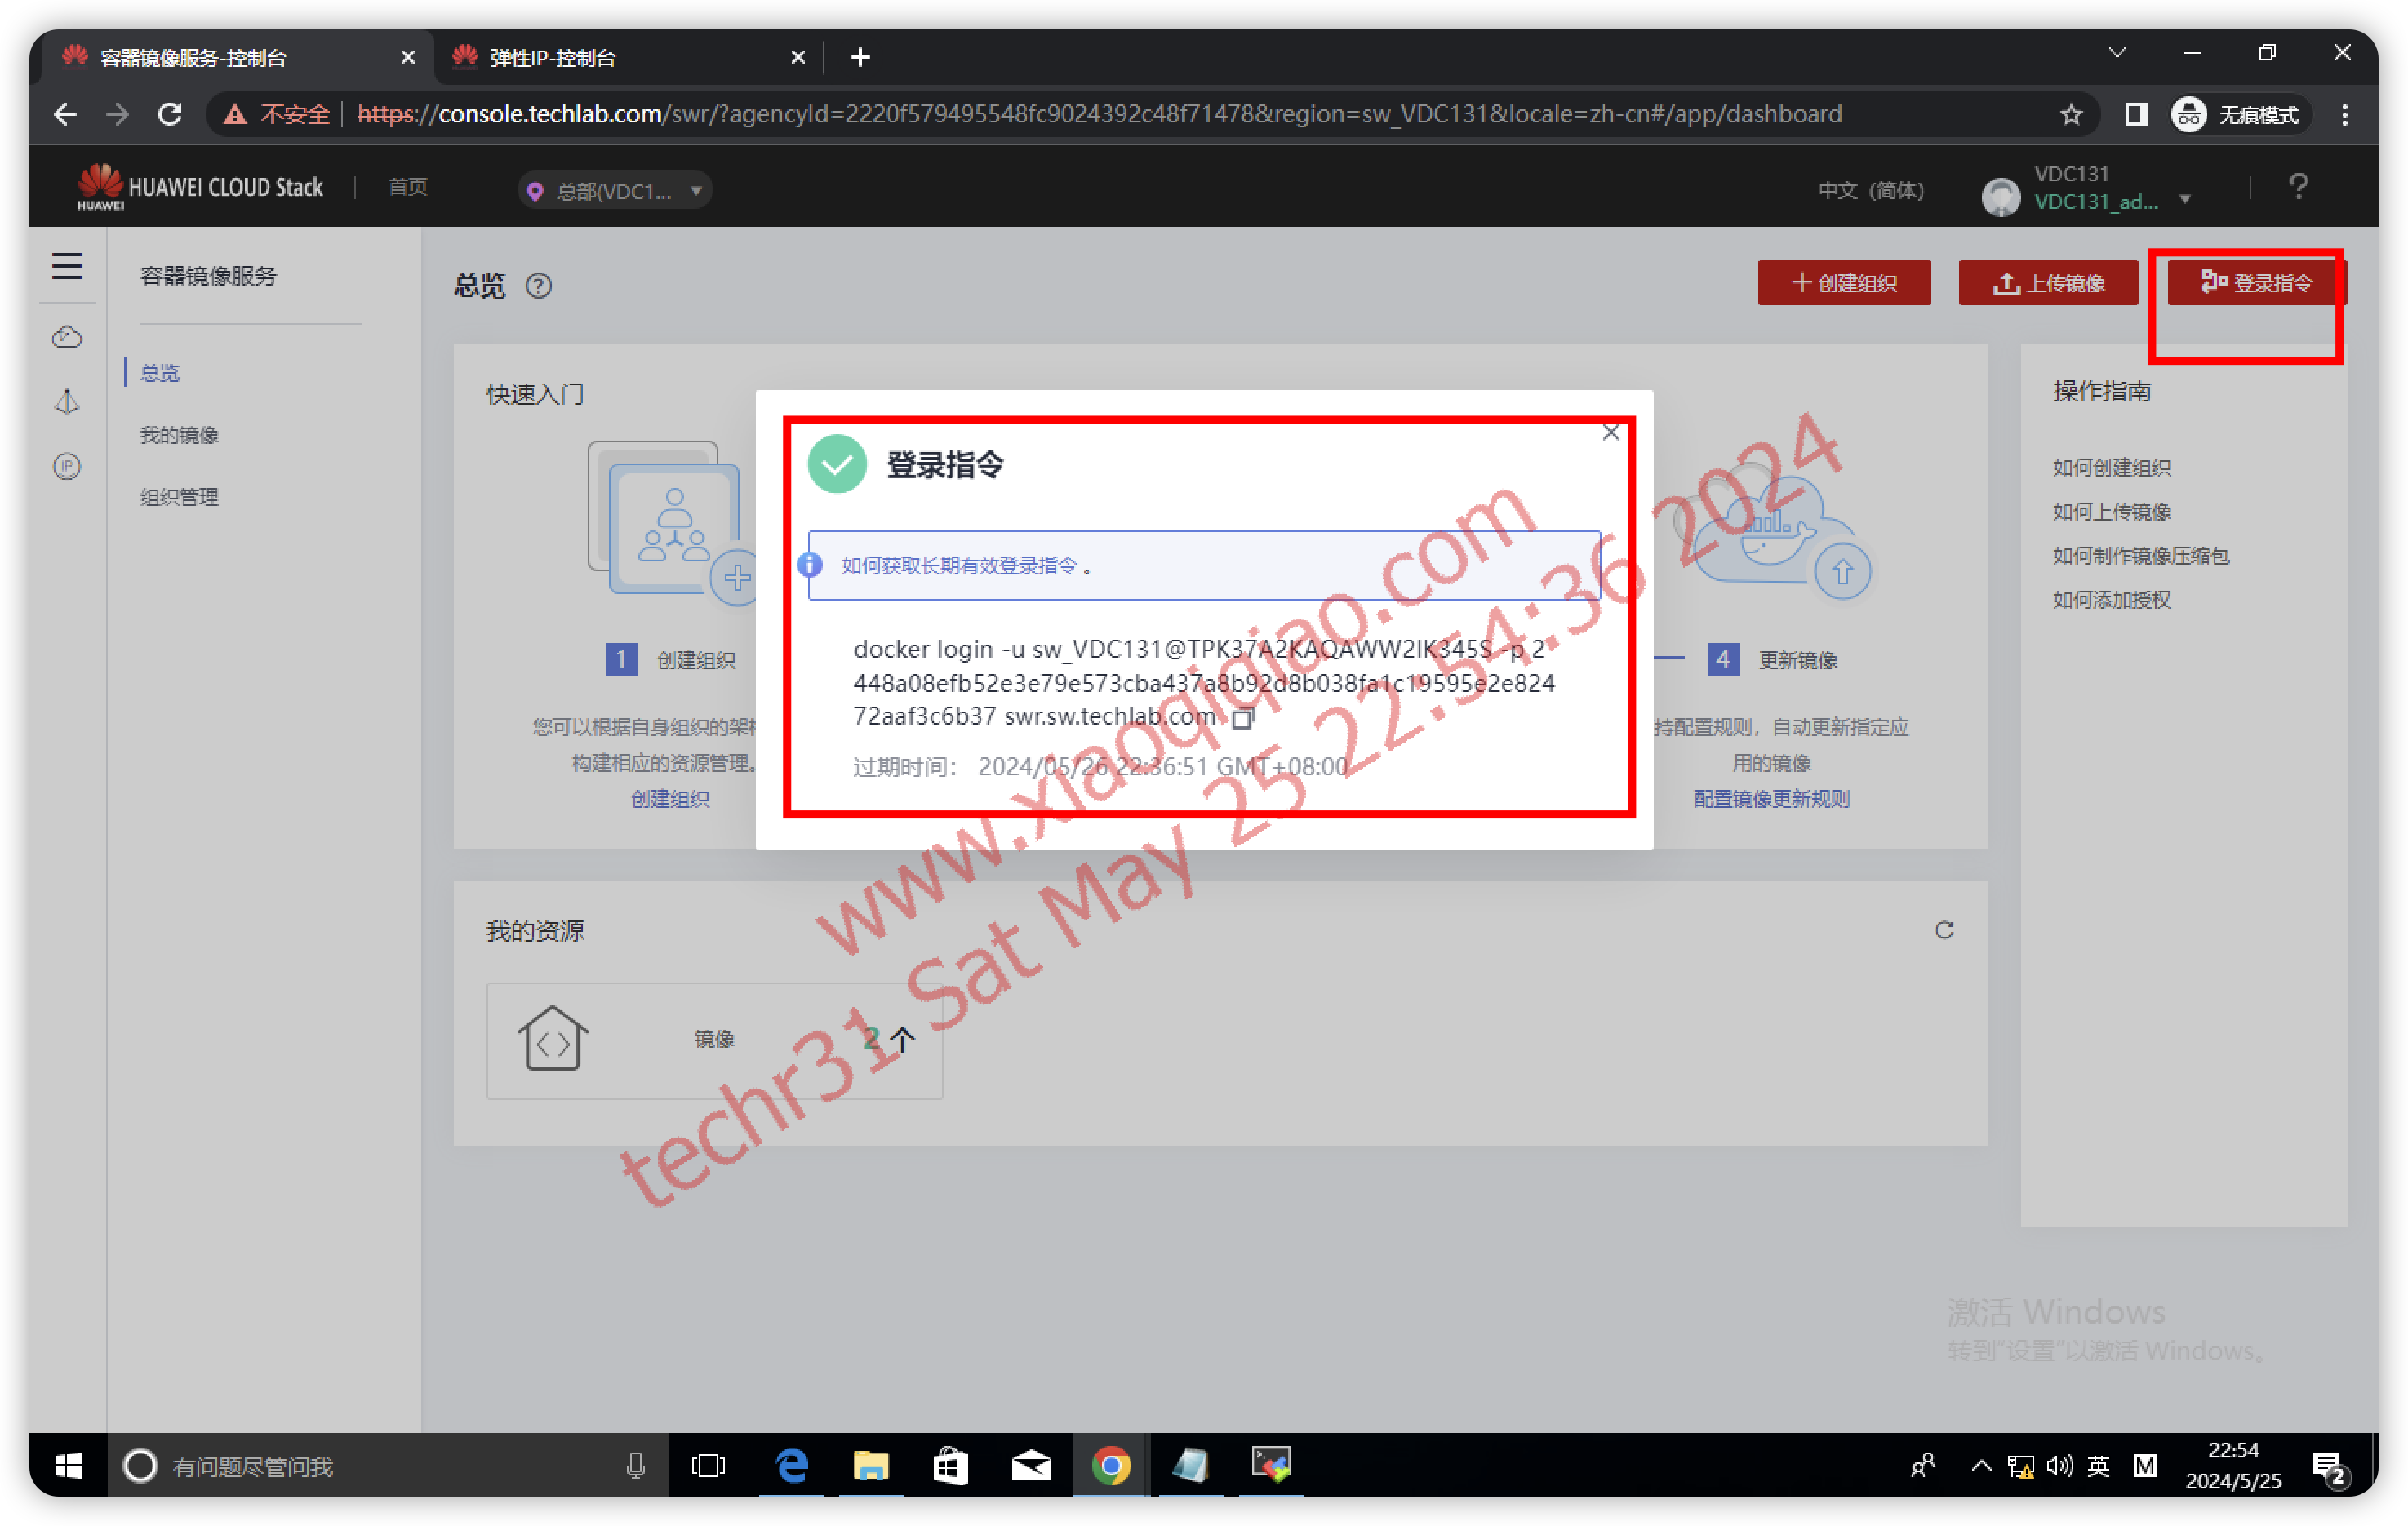 容器镜像服务-控制台
弹性IP-控制台
不安全
https://console.techlab.com/swr/?agencyId=2220f579495548fc9024392c48f71478&region=sw_VDC131&locale=zh-cn#/app/dashboard
无痕模式
HUAWEI
HUAWEI CLOUD Stack
首页
总部(VDC1...
中文（简体）
VDC131
VDC131_ad...
?
容器镜像服务
总览
我的镜像
组织管理
IP
总览
?
创建组织
上传镜像
登录指令
快速入门
1 创建组织
您可以根据自身组织的架构
构建相应的资源管理。
创建组织
登录指令
如何获取长期有效登录指令 。
docker login -u sw_VDC131@TPK37A2KAQAWW2IK345S -p 2
448a08efb52e3e79e573cba437a8b92d8b038fa1c19595e2e824
72aaf3c6b37 swr.sw.techlab.com
过期时间： 2024/05/26 22:36:51 GMT+08:00
4 更新镜像
持配置规则，自动更新指定应
用的镜像
配置镜像更新规则
操作指南
如何创建组织
如何上传镜像
如何制作镜像压缩包
如何添加授权
我的资源
镜像
2 个
www.xiaoqiqiao.com
techr31 Sat May 25 22:54:36 2024
激活 Windows
转到"设置"以激活 Windows。
有问题尽管问我
英
M
22:54
2024/5/25
2